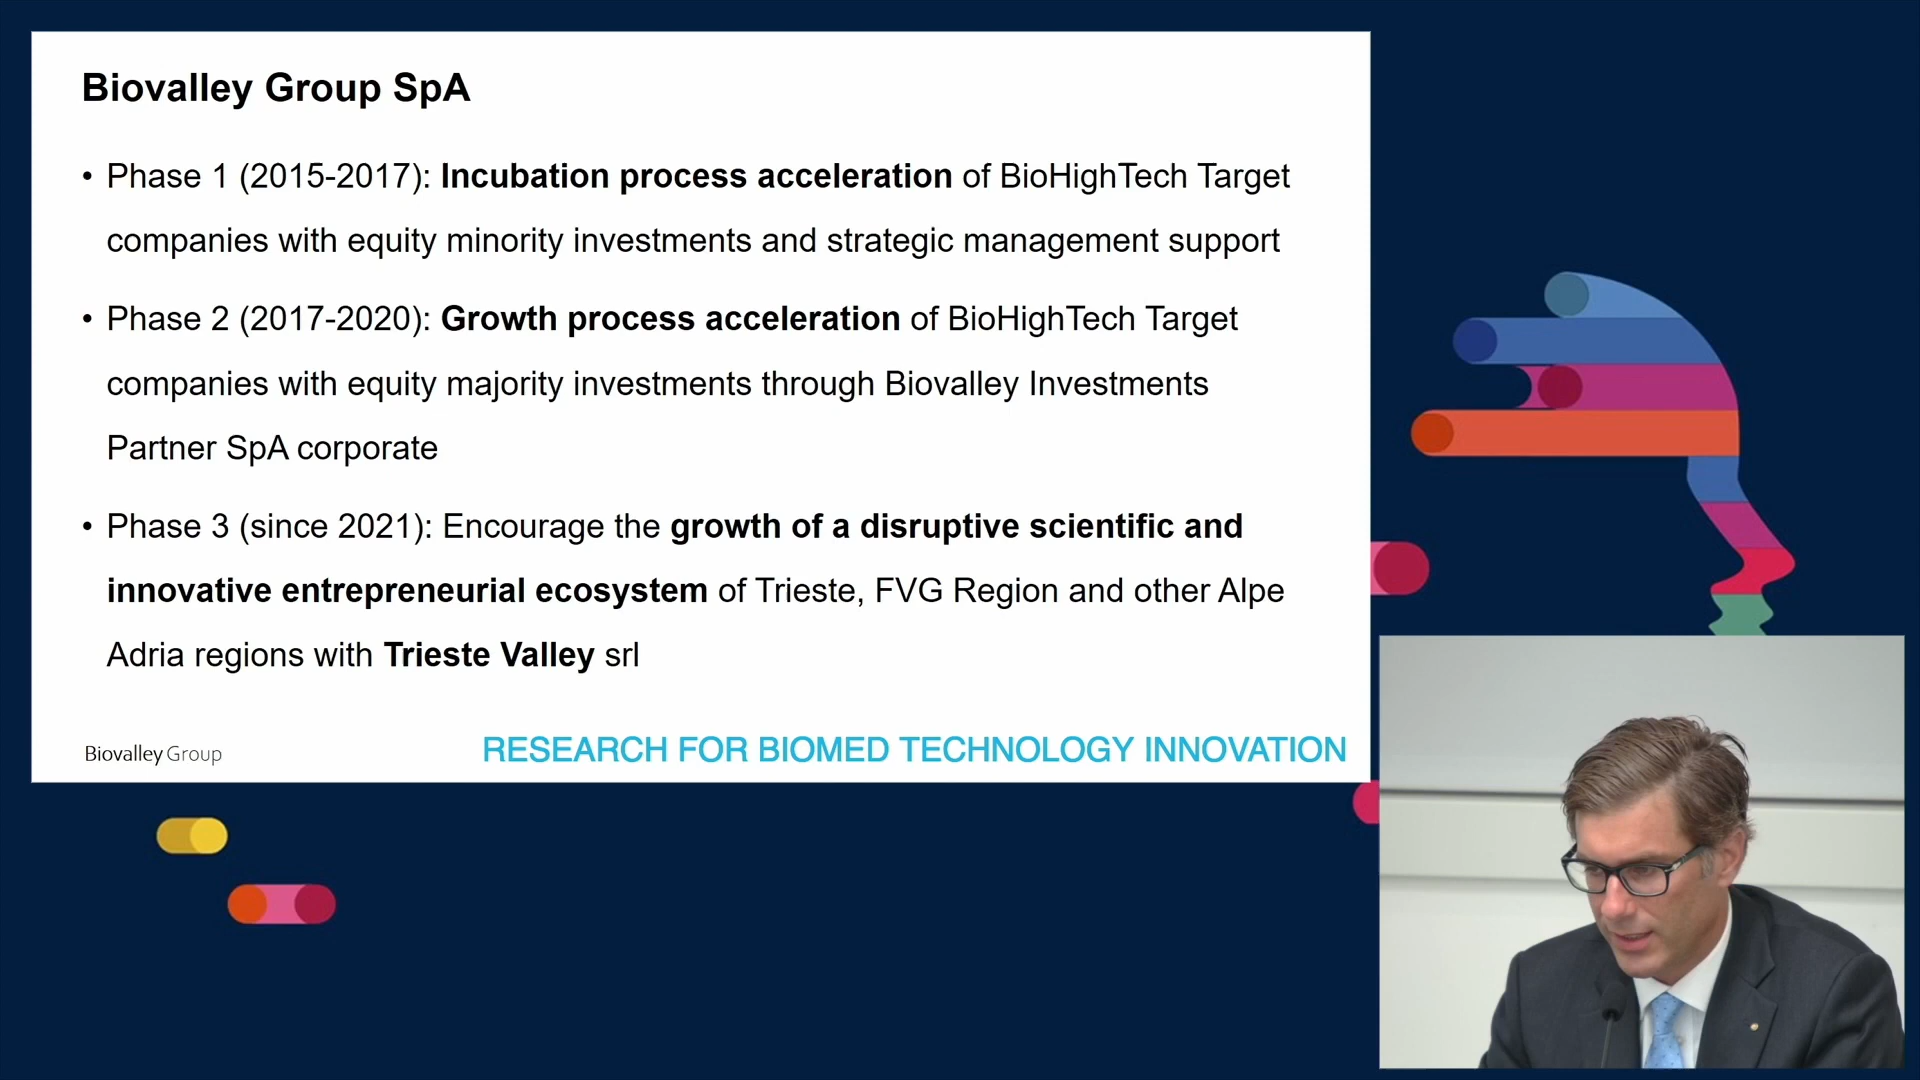 Biovalley Group SpA
• Phase 1 (2015-2017): Incubation process acceleration of BioHighTech Target
companies with equity minority investments and strategic management support
• Phase 2 (2017-2020): Growth process acceleration of BioHighTech Target
companies with equity majority investments through Biovalley Investments
Partner SpA corporate
• Phase 3 (since 2021): Encourage the growth of a disruptive scientific and
innovative entrepreneurial ecosystem of Trieste, FVG Region and other Alpe
Adria regions with Trieste Valley srl
Biovalley Group
RESEARCH FOR BIOMED TECHNOLOGY INNOVATION